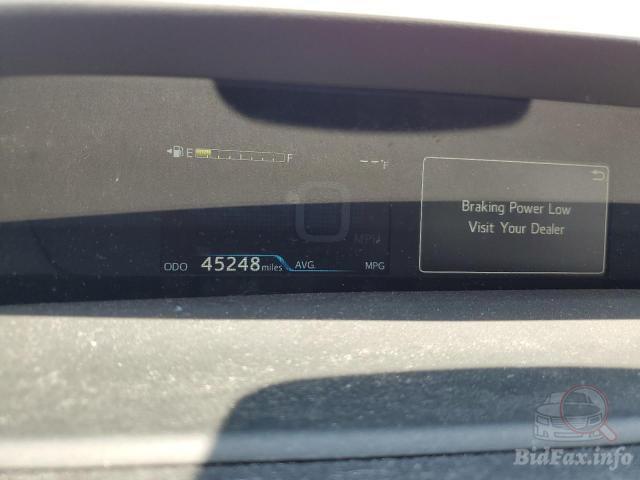 E F
--°F
Braking Power Low
Visit Your Dealer
MPH
ODO 45248 miles AVG. MPG
BidFax.info